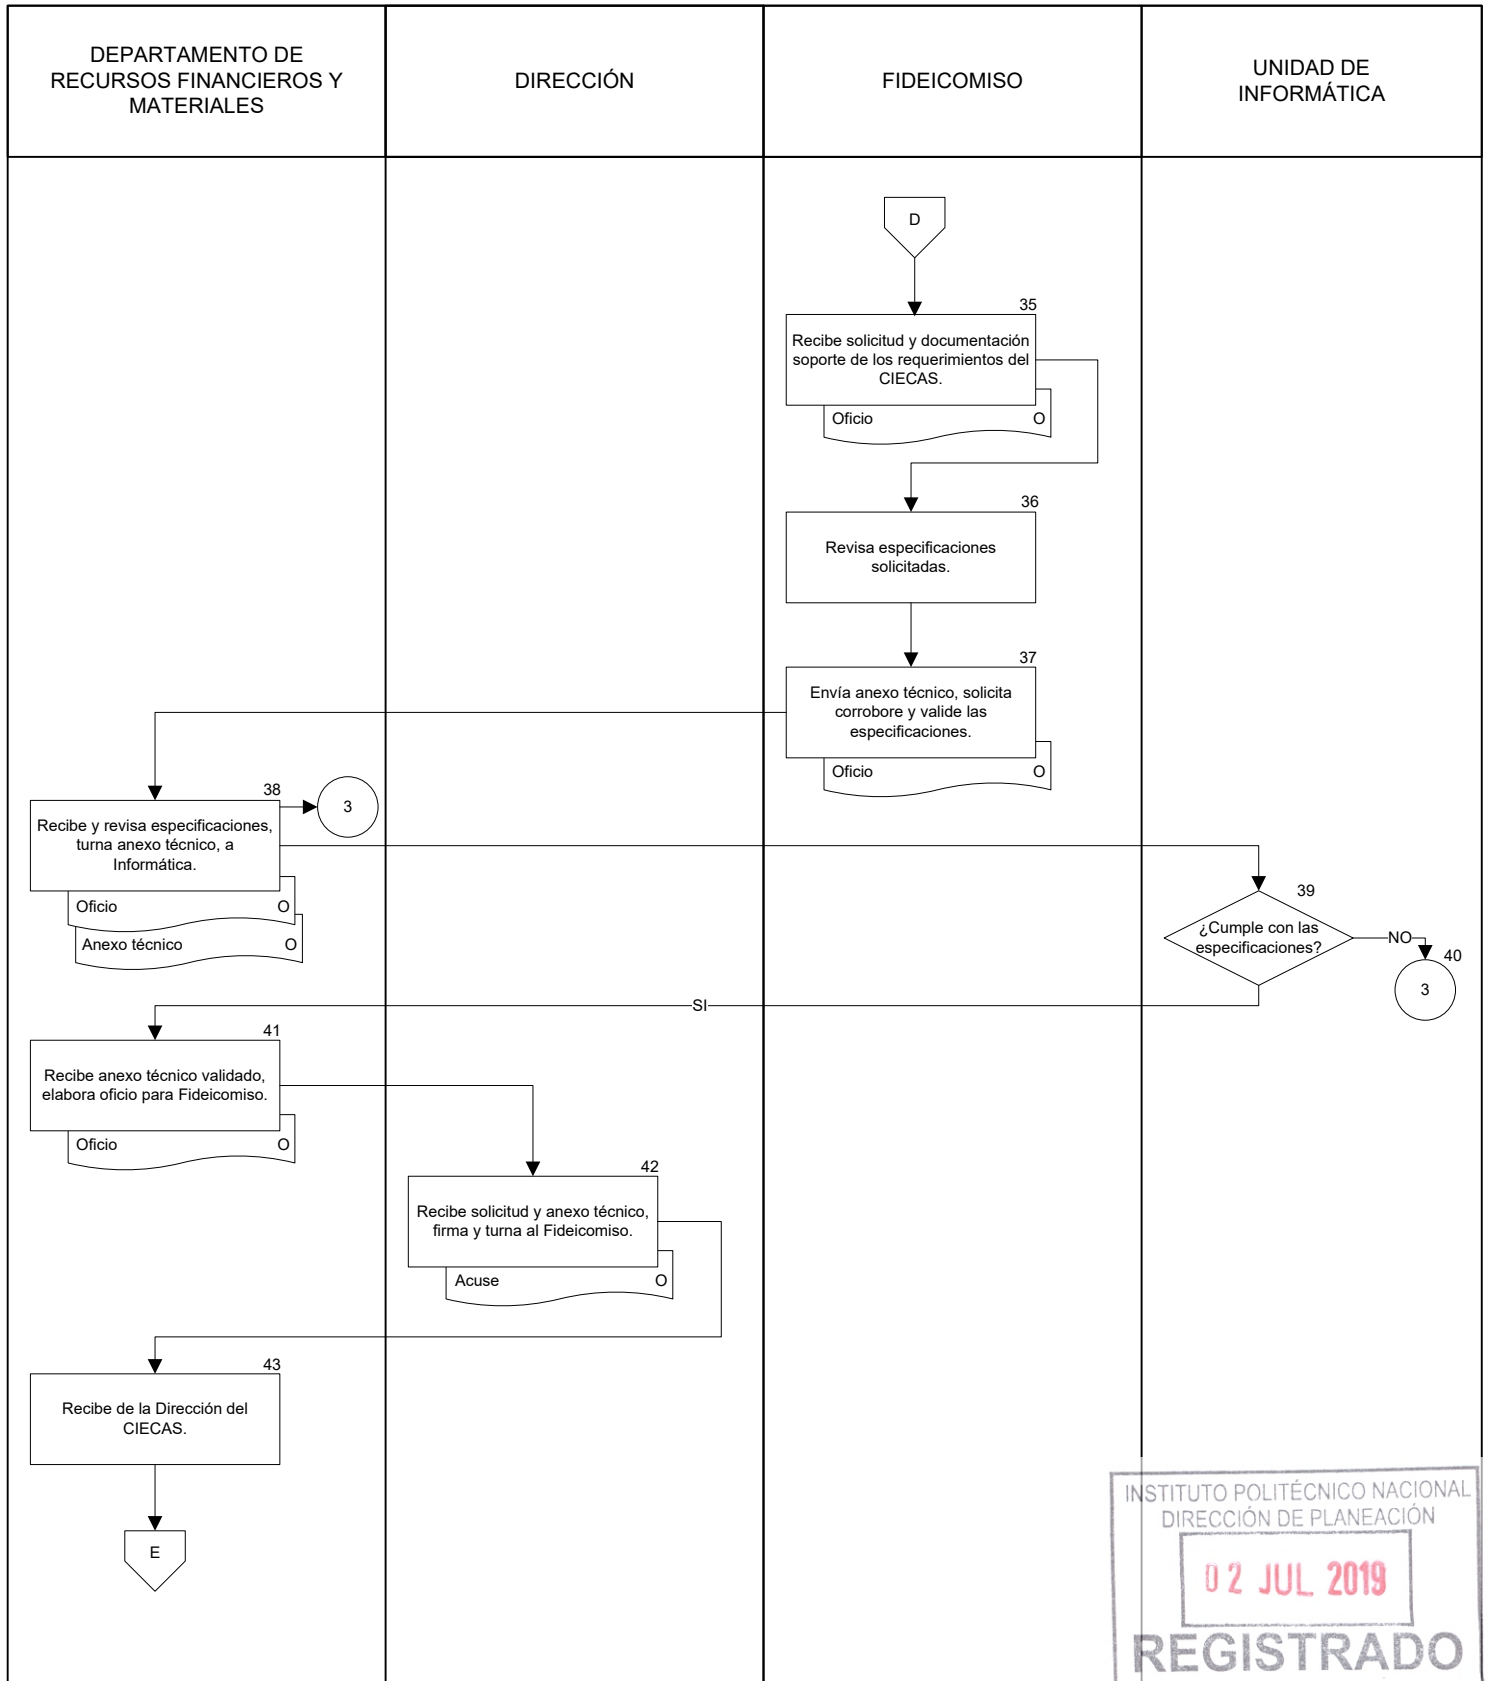 DEPARTAMENTO DE
RECURSOS FINANCIEROS Y
MATERIALES
DIRECCIÓN
FIDEICOMISO
UNIDAD DE
INFORMÁTICA
D
35
Recibe solicitud y documentación
soporte de los requerimientos del
CIECAS.
Oficio O
36
Revisa especificaciones
solicitadas.
37
Envía anexo técnico, solicita
corrobore y valide las
especificaciones.
Oficio O
38
3
Recibe y revisa especificaciones,
turna anexo técnico, a
Informática.
Oficio O
Anexo técnico O
39
¿Cumple con las
especificaciones?
NO
40
3
SI
41
Recibe anexo técnico validado,
elabora oficio para Fideicomiso.
Oficio O
42
Recibe solicitud y anexo técnico,
firma y turna al Fideicomiso.
Acuse O
43
Recibe de la Dirección del
CIECAS.
E
INSTITUTO POLITÉCNICO NACIONAL
DIRECCIÓN DE PLANEACIÓN
02 JUL 2019
REGISTRADO